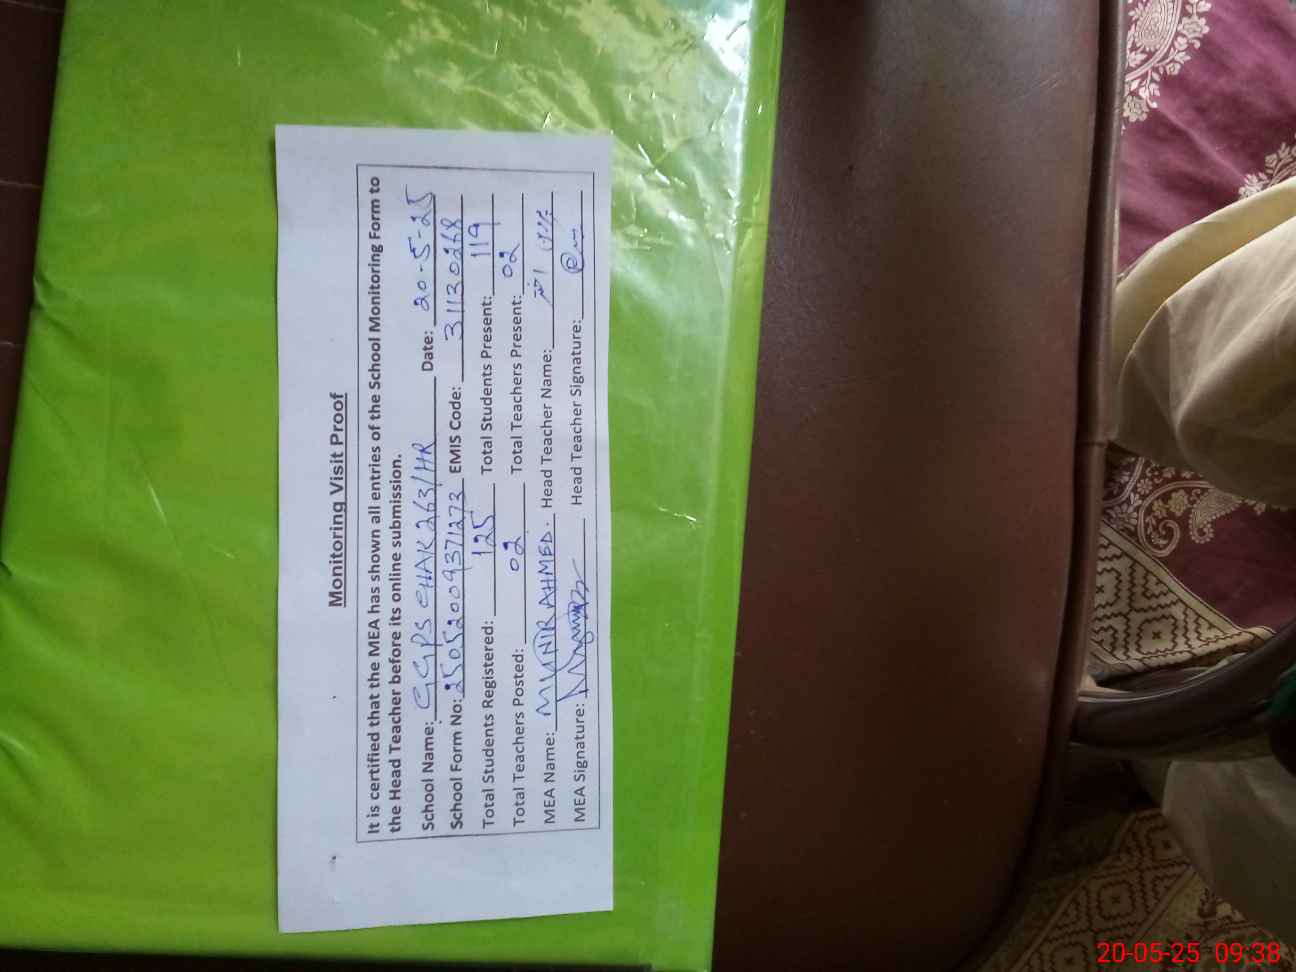 Monitoring Visit Proof
It is certified that the MEA has shown all entries of the School Monitoring Form to
the Head Teacher before its online submission.
School Name: GGPS CHAK 263/HR Date: 20-5-25
School Form No: 25052009371273 EMIS Code: 31130268
Total Students Registered: 125 Total Students Present: 119
Total Teachers Posted: 02 Total Teachers Present: 02
MEA Name: MUNIR AHMED. Head Teacher Name:
MEA Signature: Head Teacher Signature:
20-05-25 09:38